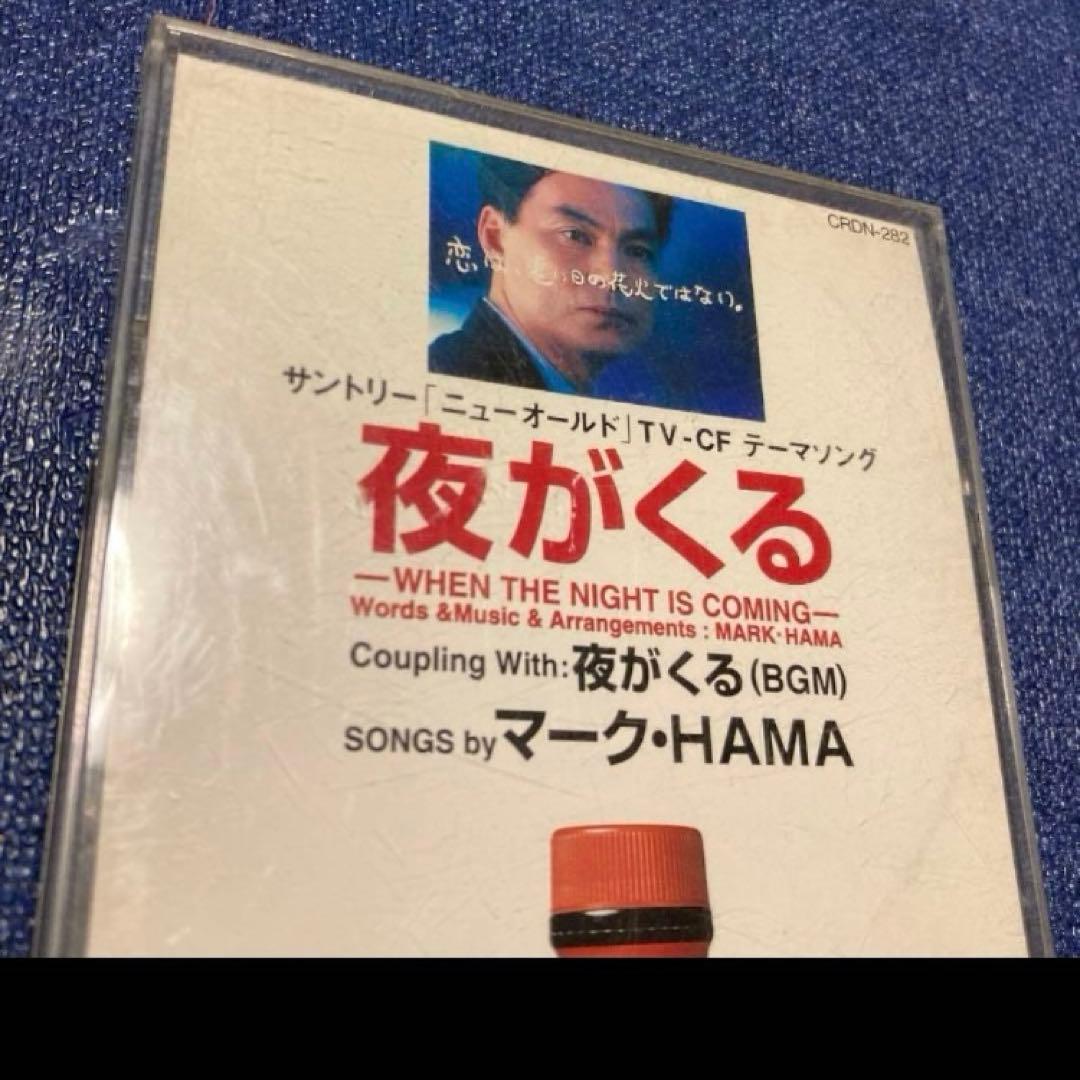 CRDN-282
恋は、遠い日の花火ではない。
サントリー「ニューオールド」TV-CF テーマソング
夜がくる
—WHEN THE NIGHT IS COMING—
Words &Music & Arrangements : MARK・HAMA
Coupling With:夜がくる(BGM)
SONGS byマーク・HAMA